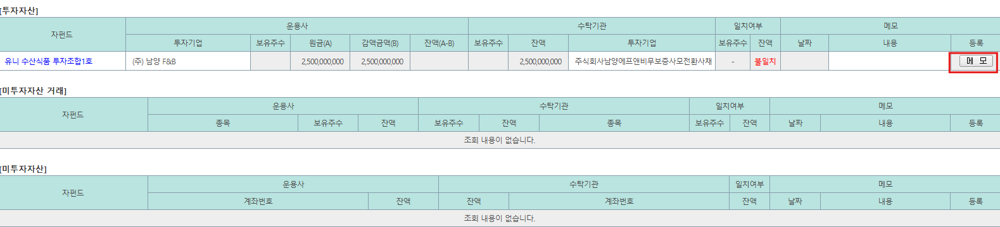 [투자자산]
자펀드 운용사 수탁기관 일치여부 메모
투자기업 보유주수 원금(A) 감액금액(B) 잔액(A-B) 보유주수 잔액 투자기업 보유주수 잔액 날짜 내용 등록
유니 수산식품 투자조합1호 (주) 남양 F&B 2,500,000,000 2,500,000,000 2,500,000,000 주식회사남양에프앤비무보증사모전환사채 - 불일치 메 모
[미투자자산 거래]
자펀드 운용사 수탁기관 일치여부 메모
종목 보유주수 잔액 보유주수 잔액 종목 보유주수 잔액 날짜 내용 등록
조회 내용이 없습니다.
[미투자자산]
자펀드 운용사 수탁기관 일치여부 메모
계좌번호 잔액 잔액 계좌번호 잔액 날짜 내용 등록
조회 내용이 없습니다.